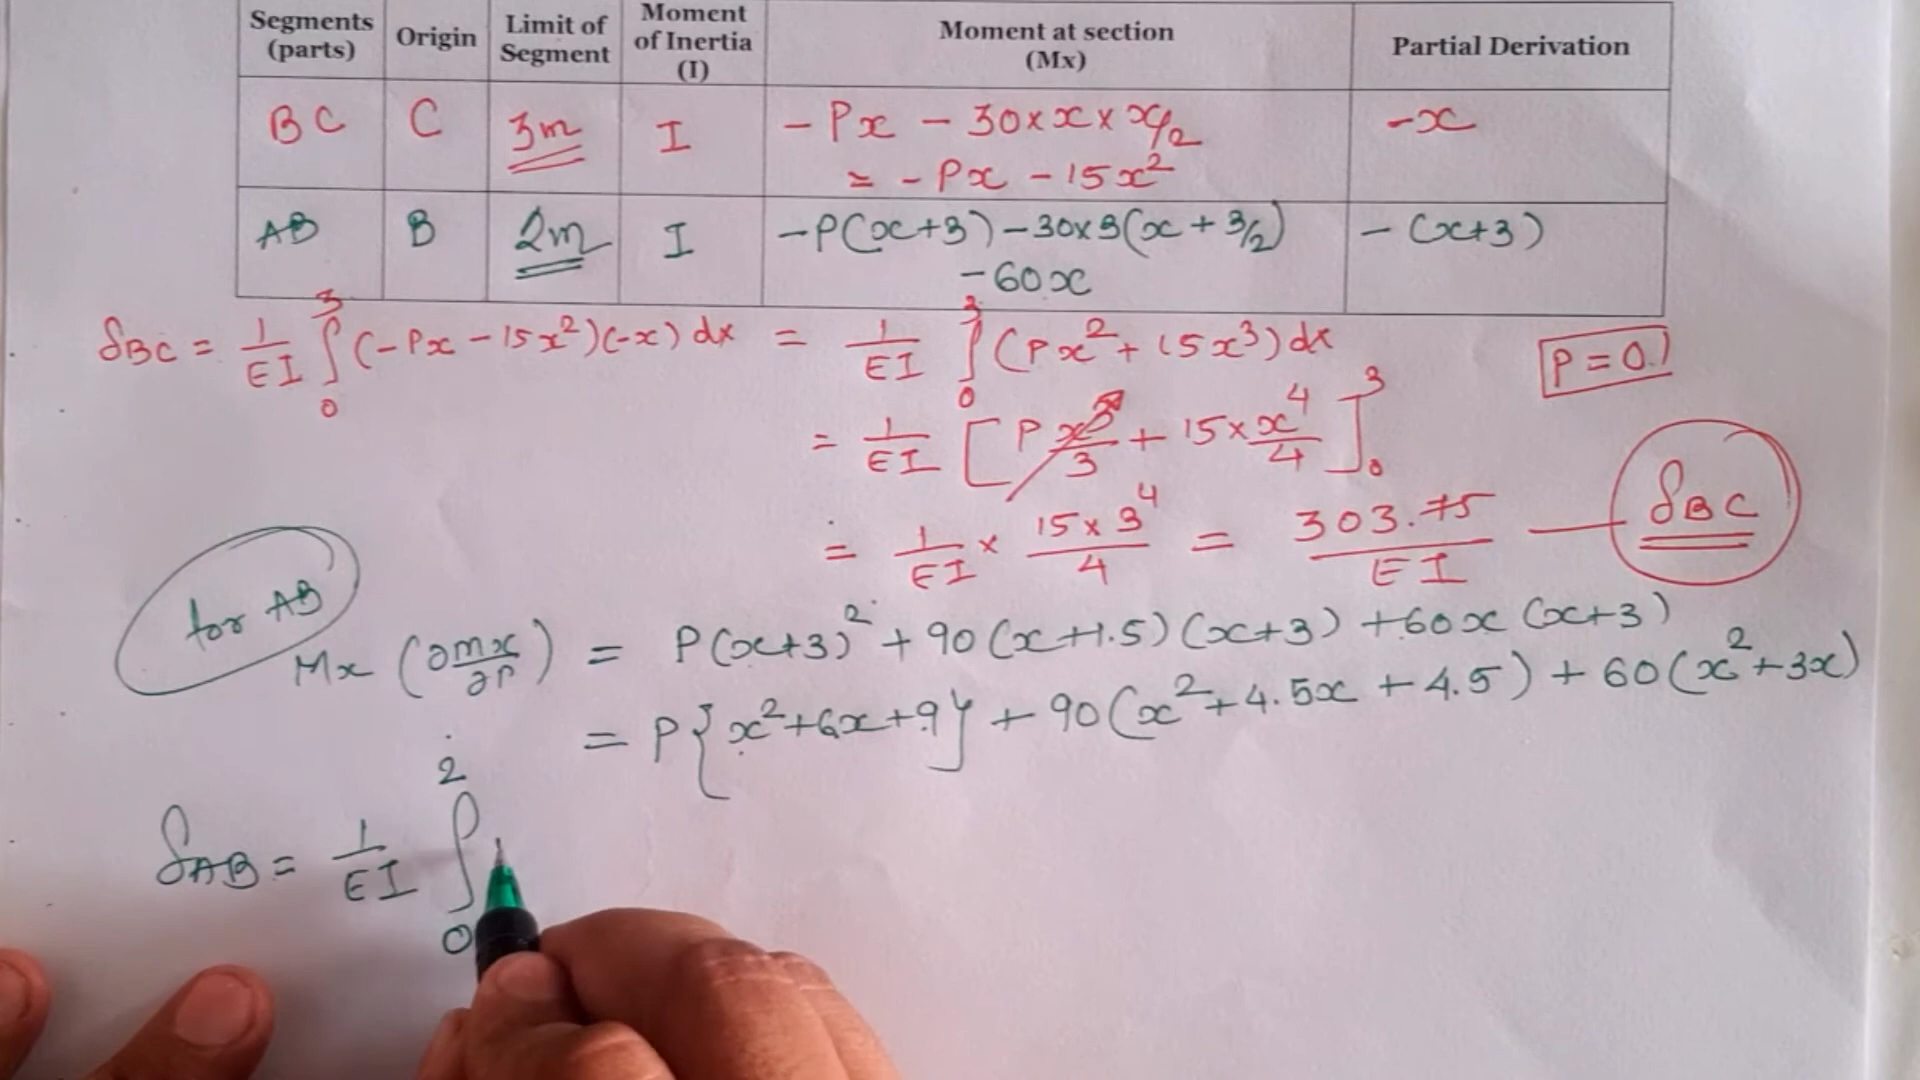 Segments (parts) Origin Limit of Segment Moment of Inertia (I) Moment at section (Mx) Partial Derivation
BC C 3m I - Px - 30 × x × x/2 -x
= - Px - 15x²
AB B 2m I - P(x+3) - 30×3(x + 3/2) - (x+3)
- 60x
δBC = 1/EI ∫₀³ (-Px - 15x²)(-x) dx = 1/EI ∫₀³ (Px² + 15x³) dx P = 0.
= 1/EI [P x³/3 + 15 × x⁴/4]₀³
= 1/EI × 15 × 3⁴/4 = 303.75/EI — δBC
for AB
Mx (∂Mx/∂P) = P(x+3)² + 90(x+1.5)(x+3) + 60x(x+3)
= P{x² + 6x + 9} + 90(x² + 4.5x + 4.5) + 60(x² + 3x)
δAB = 1/EI ∫₀²